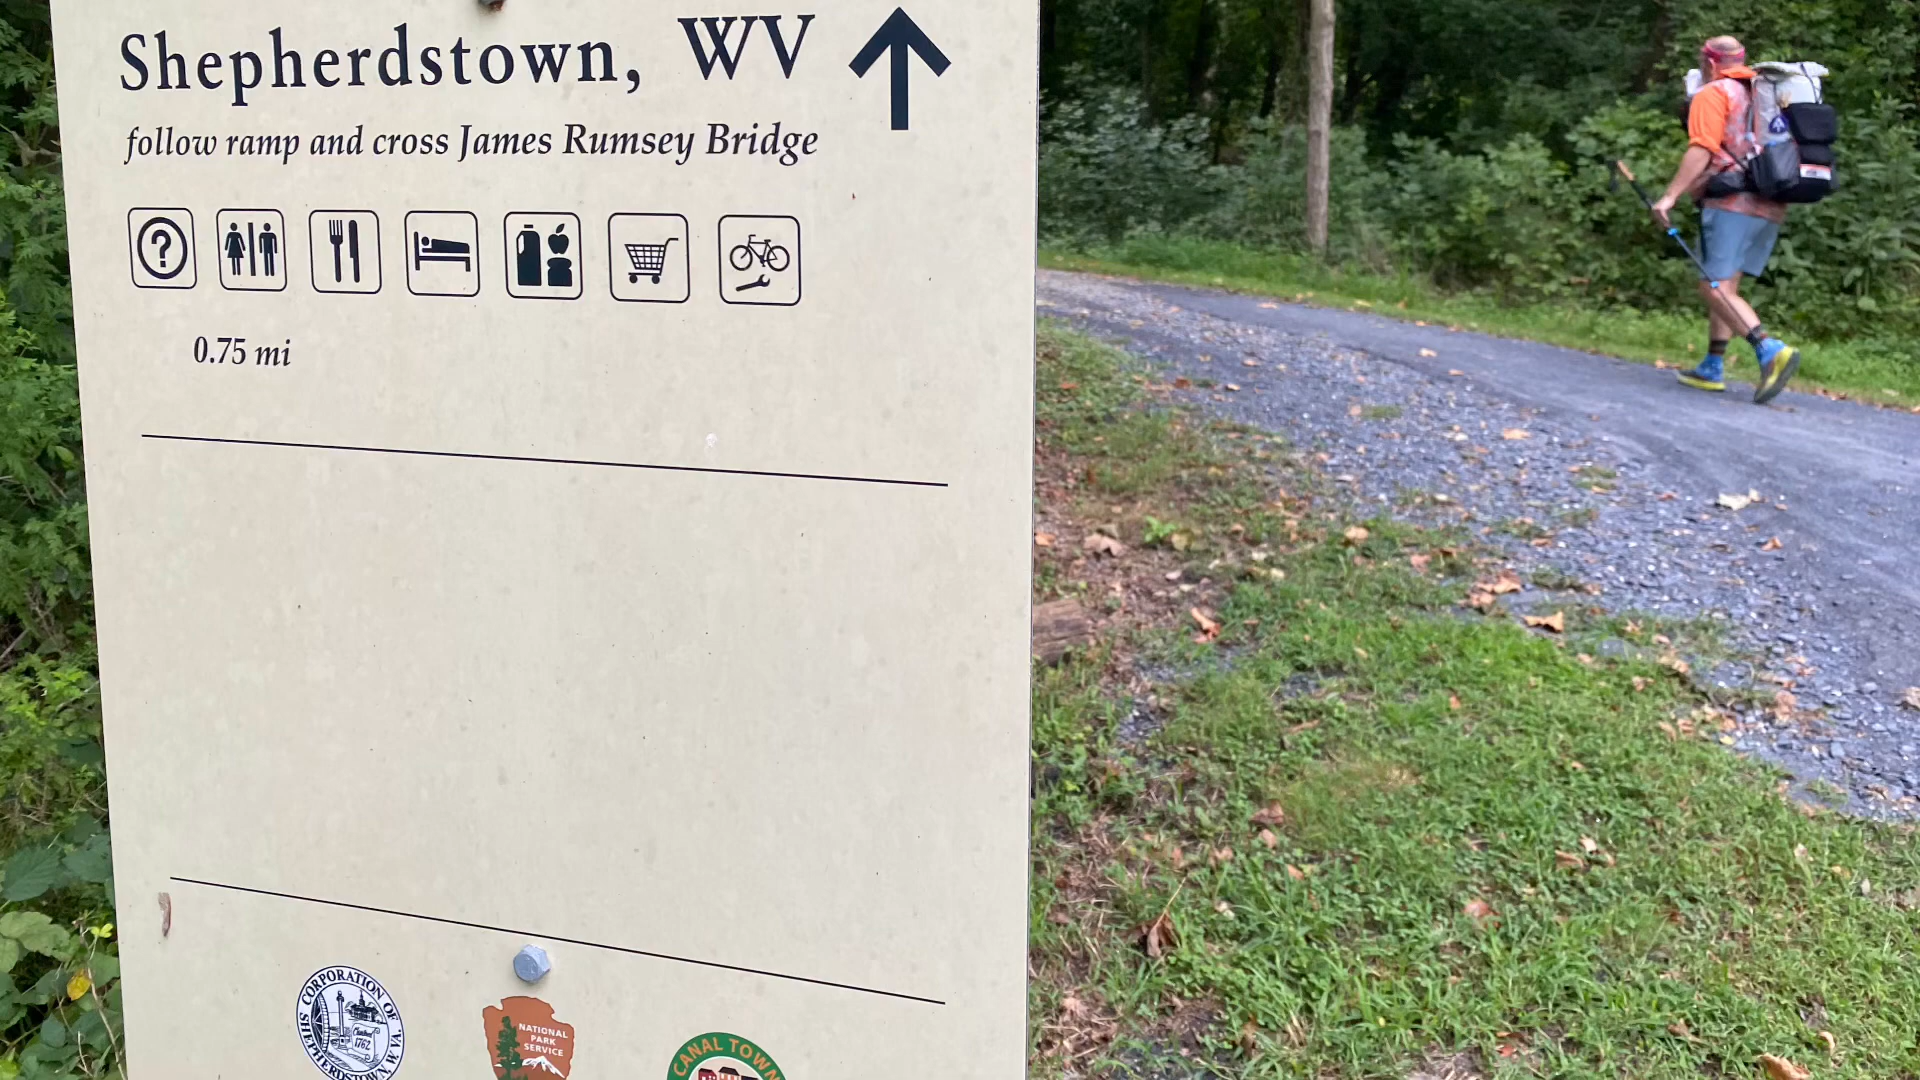 Shepherdstown, WV
follow ramp and cross James Rumsey Bridge
?
0.75 mi
CORPORATION OF SHEPHERDSTOWN, W. VA.
1762
NATIONAL
PARK
SERVICE
CANAL TOWN